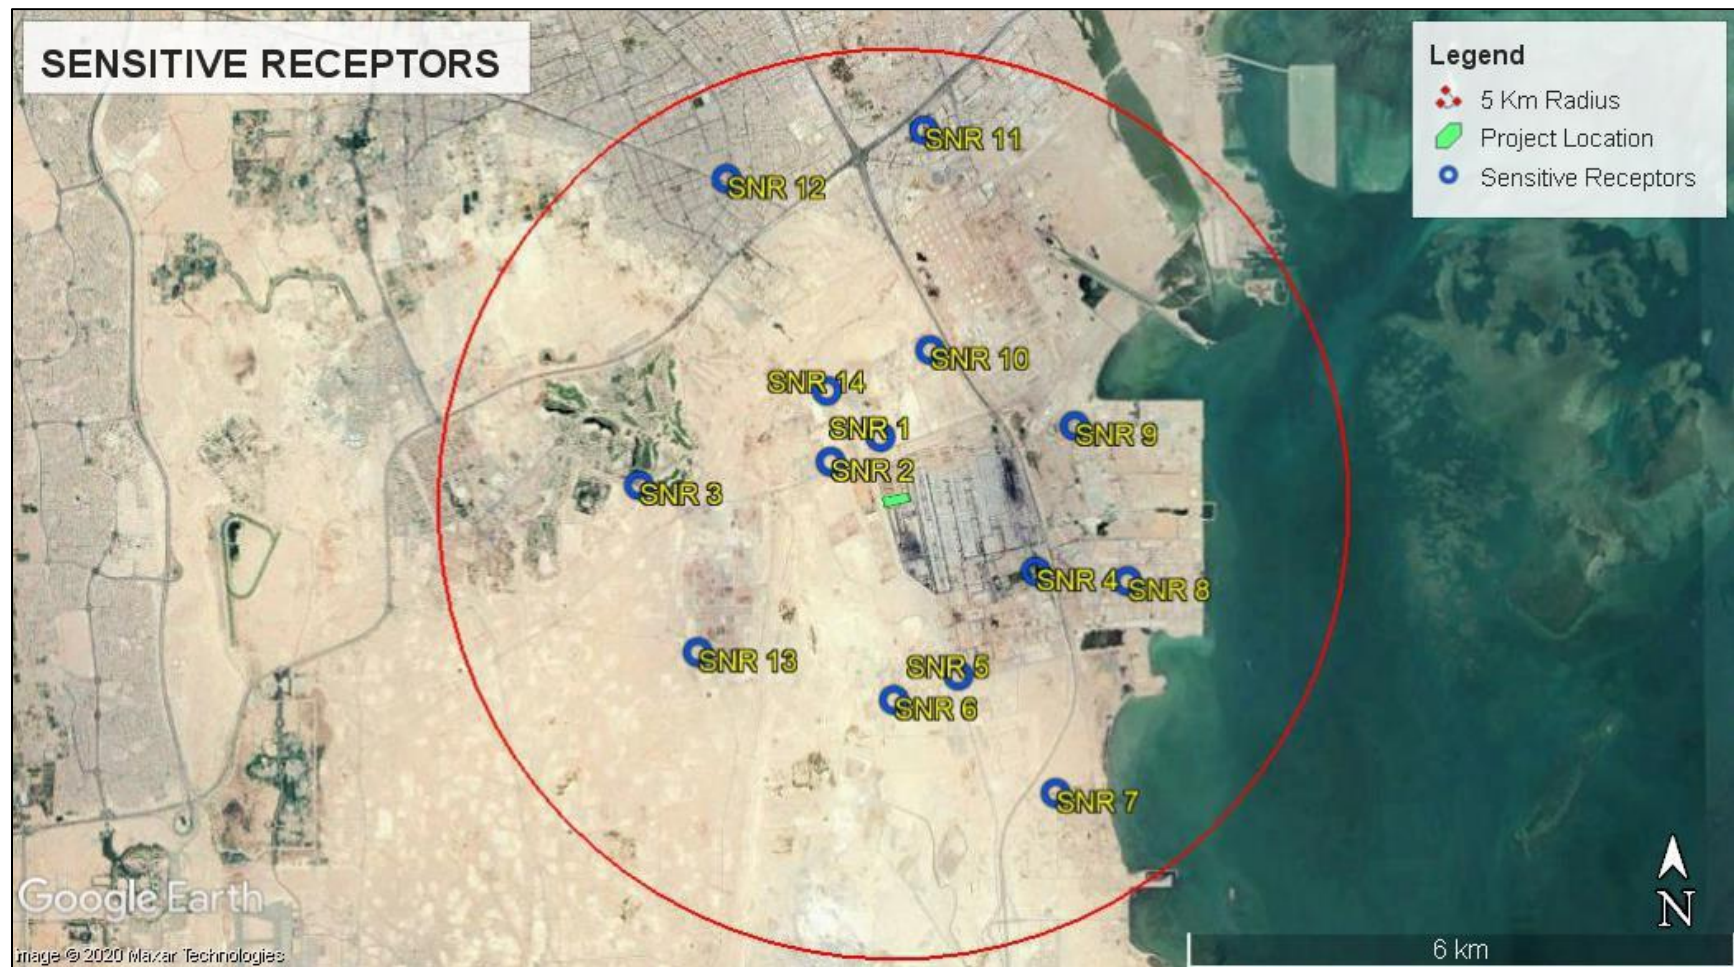 SENSITIVE RECEPTORS
Legend
5 Km Radius
Project Location
Sensitive Receptors
SNR 11
SNR 12
SNR 10
SNR 14
SNR 1
SNR 9
SNR 2
SNR 3
SNR 4
SNR 8
SNR 13
SNR 5
SNR 6
SNR 7
Google Earth
Image © 2020 Maxar Technologies
N
6 km